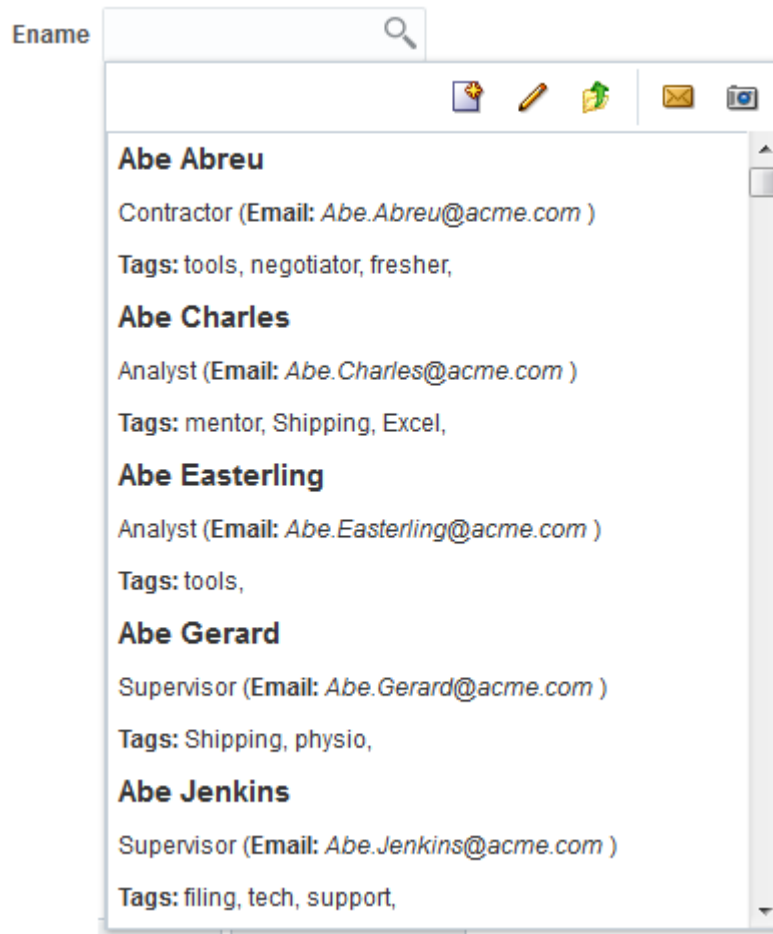 Ename
Abe Abreu
Contractor (Email: Abe.Abreu@acme.com )
Tags: tools, negotiator, fresher,
Abe Charles
Analyst (Email: Abe.Charles@acme.com )
Tags: mentor, Shipping, Excel,
Abe Easterling
Analyst (Email: Abe.Easterling@acme.com )
Tags: tools,
Abe Gerard
Supervisor (Email: Abe.Gerard@acme.com )
Tags: Shipping, physio,
Abe Jenkins
Supervisor (Email: Abe.Jenkins@acme.com )
Tags: filing, tech, support,